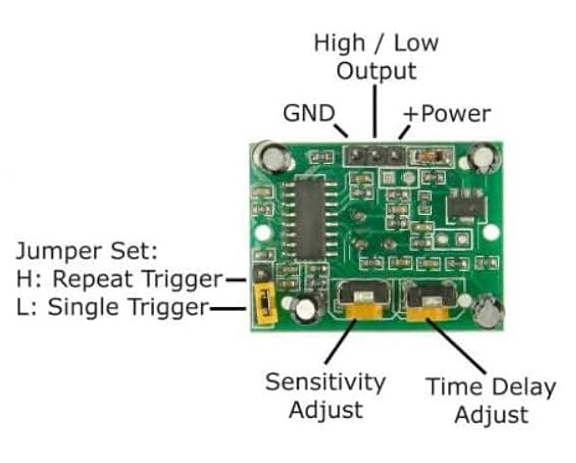 High / Low
Output
GND
+Power
Jumper Set:
H: Repeat Trigger
L: Single Trigger
Sensitivity
Adjust
Time Delay
Adjust